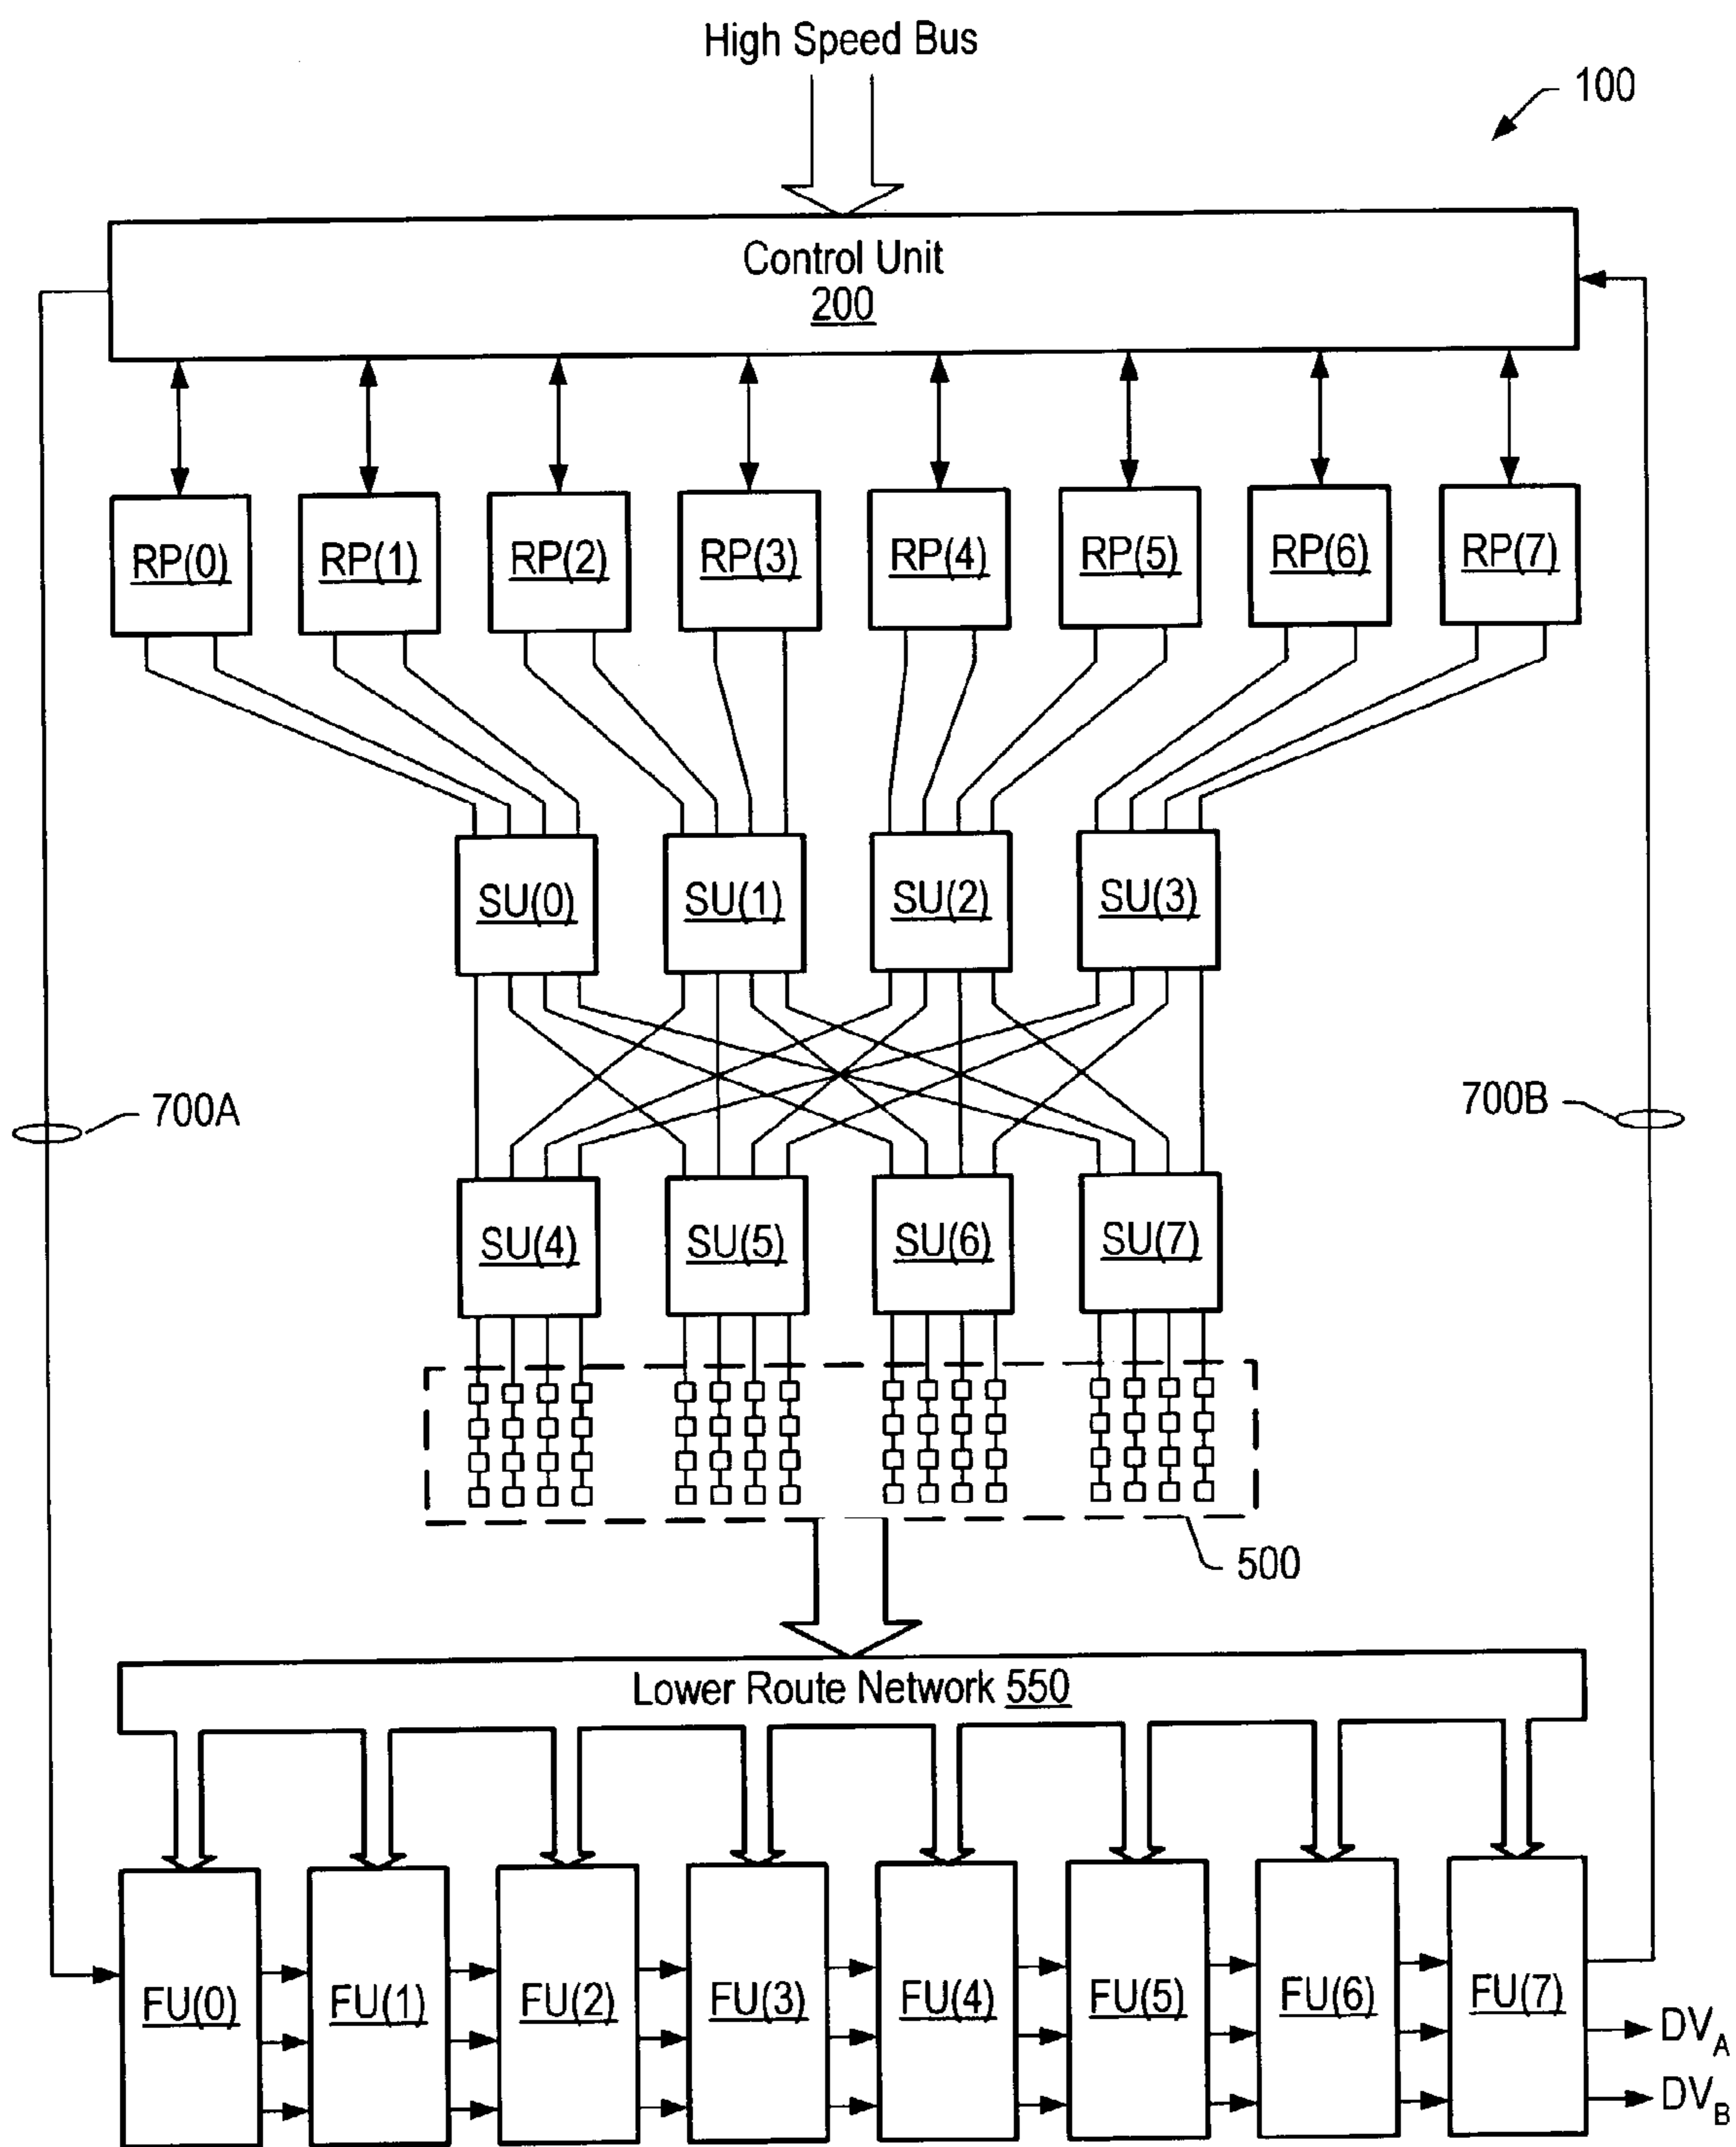 High Speed Bus
100
Control Unit
200
RP(0) RP(1) RP(2) RP(3) RP(4) RP(5) RP(6) RP(7)
SU(0) SU(1) SU(2) SU(3)
700A 700B
SU(4) SU(5) SU(6) SU(7)
500
Lower Route Network 550
FU(0) FU(1) FU(2) FU(3) FU(4) FU(5) FU(6) FU(7)
DV_A
DV_B